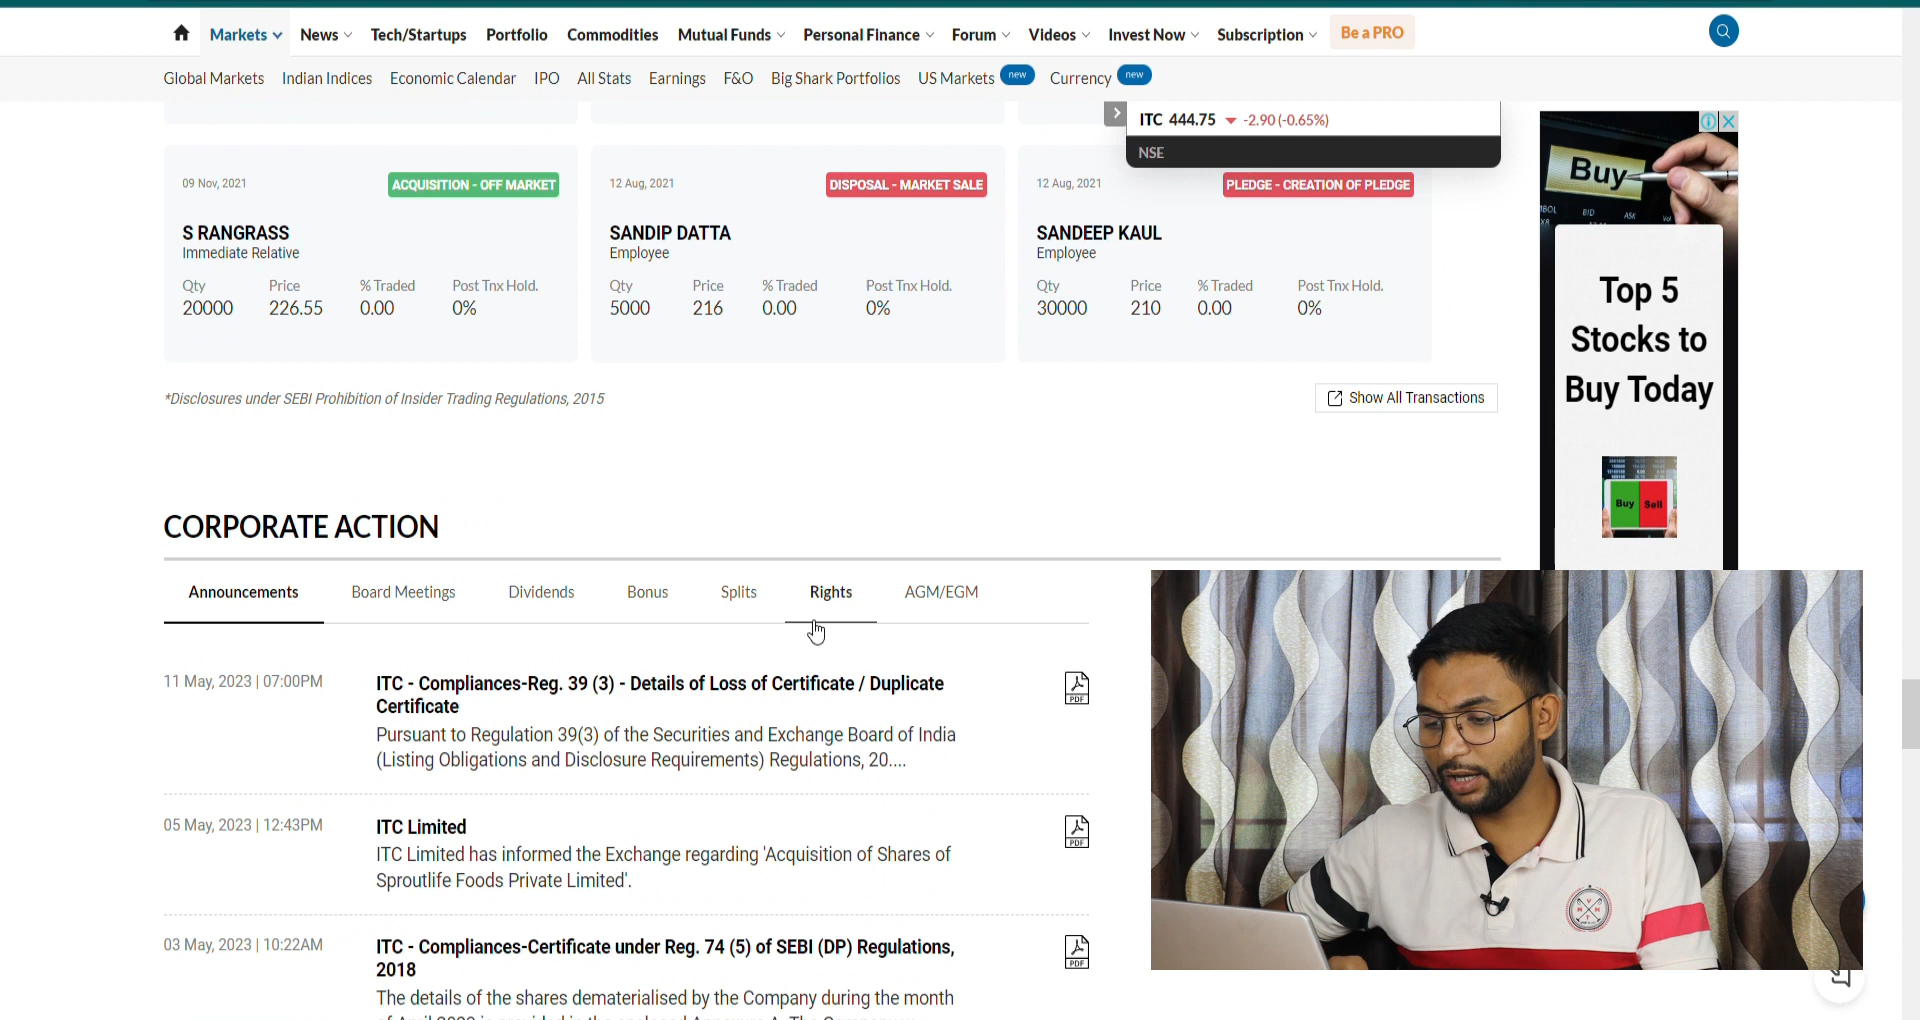 Markets
News
Tech/Startups
Portfolio
Commodities
Mutual Funds
Personal Finance
Forum
Videos
Invest Now
Subscription
Be a PRO
Global Markets
Indian Indices
Economic Calendar
IPO
All Stats
Earnings
F&O
Big Shark Portfolios
US Markets new
Currency new
ITC 444.75 -2.90 (-0.65%)
NSE
09 Nov, 2021
ACQUISITION - OFF MARKET
S RANGRASS
Immediate Relative
Qty Price % Traded Post Tnx Hold.
20000 226.55 0.00 0%
12 Aug, 2021
DISPOSAL - MARKET SALE
SANDIP DATTA
Employee
Qty Price % Traded Post Tnx Hold.
5000 216 0.00 0%
12 Aug, 2021
PLEDGE - CREATION OF PLEDGE
SANDEEP KAUL
Employee
Qty Price % Traded Post Tnx Hold.
30000 210 0.00 0%
*Disclosures under SEBI Prohibition of Insider Trading Regulations, 2015
Show All Transactions
Buy
BID ASK
Top 5
Stocks to
Buy Today
Buy Sell
CORPORATE ACTION
Announcements
Board Meetings
Dividends
Bonus
Splits
Rights
AGM/EGM
11 May, 2023 | 07:00PM
ITC - Compliances-Reg. 39 (3) - Details of Loss of Certificate / Duplicate
Certificate
Pursuant to Regulation 39(3) of the Securities and Exchange Board of India
(Listing Obligations and Disclosure Requirements) Regulations, 20....
PDF
05 May, 2023 | 12:43PM
ITC Limited
ITC Limited has informed the Exchange regarding 'Acquisition of Shares of
Sproutlife Foods Private Limited'.
PDF
03 May, 2023 | 10:22AM
ITC - Compliances-Certificate under Reg. 74 (5) of SEBI (DP) Regulations,
2018
The details of the shares dematerialised by the Company during the month
PDF